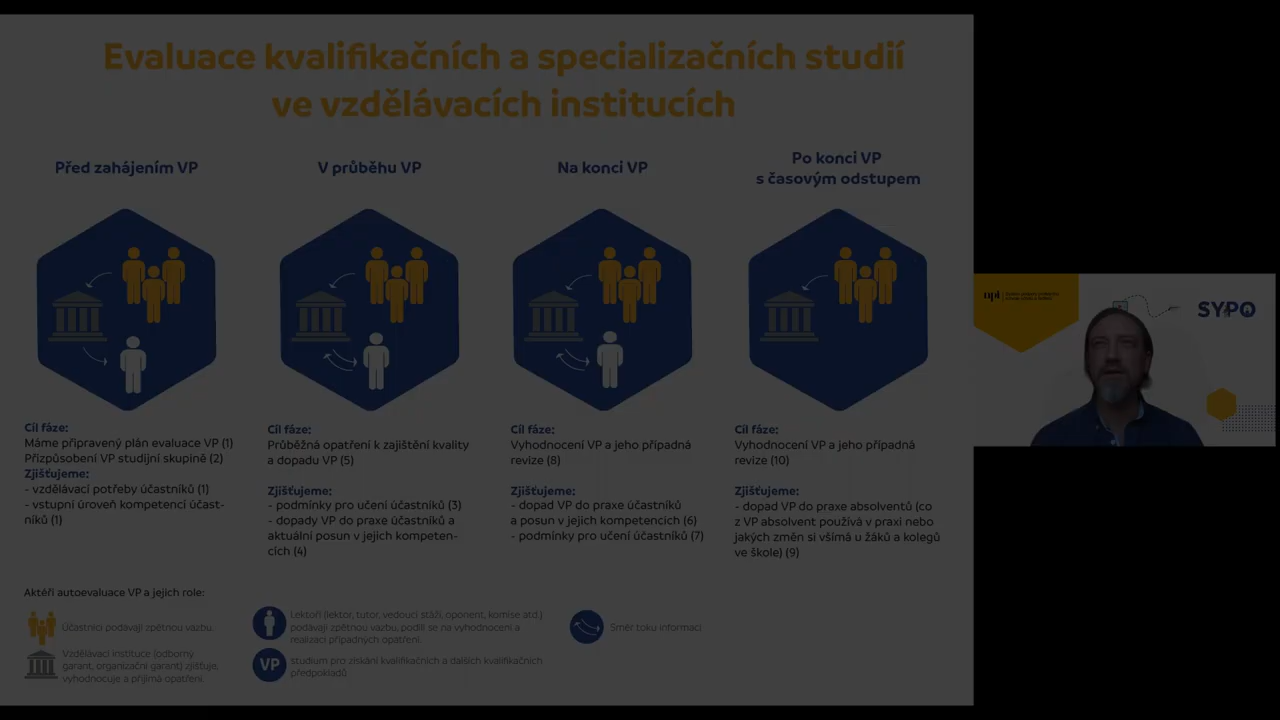 Evaluace kvalifikačních a specializačních studií
ve vzdělávacích institucích
Před zahájením VP
V průběhu VP
Na konci VP
Po konci VP
s časovým odstupem
Cíl fáze:
Máme připravený plán evaluace VP (1)
Přizpůsobení VP studijní skupině (2)
Zjišťujeme:
- vzdělávací potřeby účastníků (1)
- vstupní úroveň kompetencí účast-
níků (1)
Cíl fáze:
Průběžná opatření k zajištění kvality
a dopadu VP (5)
Zjišťujeme:
- podmínky pro učení účastníků (3)
- dopady VP do praxe účastníků a
aktuální posun v jejich kompeten-
cích (4)
Cíl fáze:
Vyhodnocení VP a jeho případná
revize (8)
Zjišťujeme:
- dopad VP do praxe účastníků
a posun v jejich kompetencích (6)
- podmínky pro učení účastníků (7)
Cíl fáze:
Vyhodnocení VP a jeho případná
revize (10)
Zjišťujeme:
- dopad VP do praxe absolventů (co
z VP absolvent používá v praxi nebo
jakých změn si všímá u žáků a kolegů
ve škole) (9)
Aktéři autoevaluace VP a jejich role:
Účastníci podávají zpětnou vazbu.
Vzdělávací instituce (odborný
garant, organizační garant) zjišťuje,
vyhodnocuje a přijímá opatření.
Lektoři (lektor, tutor, vedoucí stáží, oponent, komise atd.)
podávají zpětnou vazbu, podílí se na vyhodnocení a
realizaci případných opatření.
VP
studium pro získání kvalifikačních a dalších kvalifikačních
předpokladů
Směr toku informací
npi
SYPO